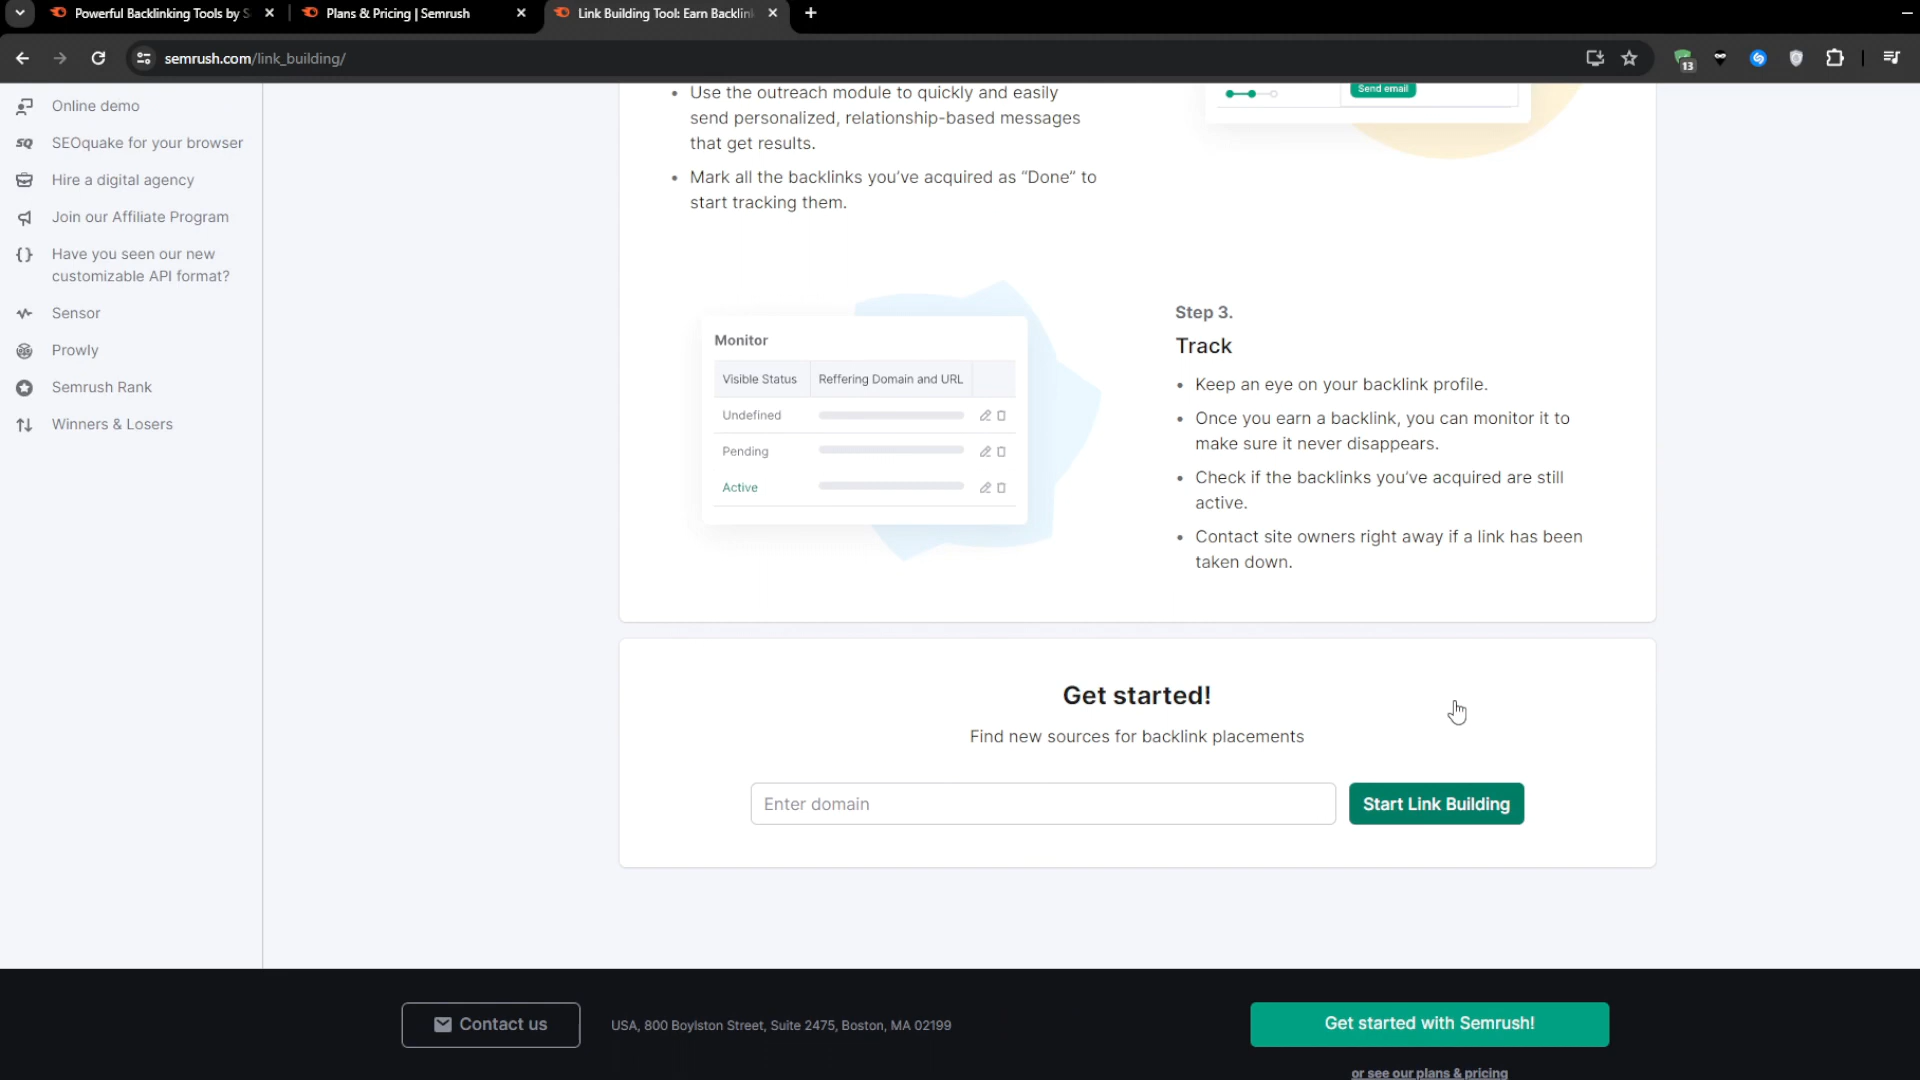 Powerful Backlinking Tools by S
Plans & Pricing | Semrush
Link Building Tool: Earn Backlin
semrush.com/link_building/
13
Online demo
SEOquake for your browser
Hire a digital agency
Join our Affiliate Program
Have you seen our new
customizable API format?
Sensor
Prowly
Semrush Rank
Winners & Losers
• Use the outreach module to quickly and easily
send personalized, relationship-based messages
that get results.
• Mark all the backlinks you’ve acquired as “Done” to
start tracking them.
Send email
Monitor
Visible Status Reffering Domain and URL
Undefined
Pending
Active
Step 3.
Track
• Keep an eye on your backlink profile.
• Once you earn a backlink, you can monitor it to
make sure it never disappears.
• Check if the backlinks you’ve acquired are still
active.
• Contact site owners right away if a link has been
taken down.
Get started!
Find new sources for backlink placements
Enter domain
Start Link Building
Contact us
USA, 800 Boylston Street, Suite 2475, Boston, MA 02199
Get started with Semrush!
or see our plans & pricing